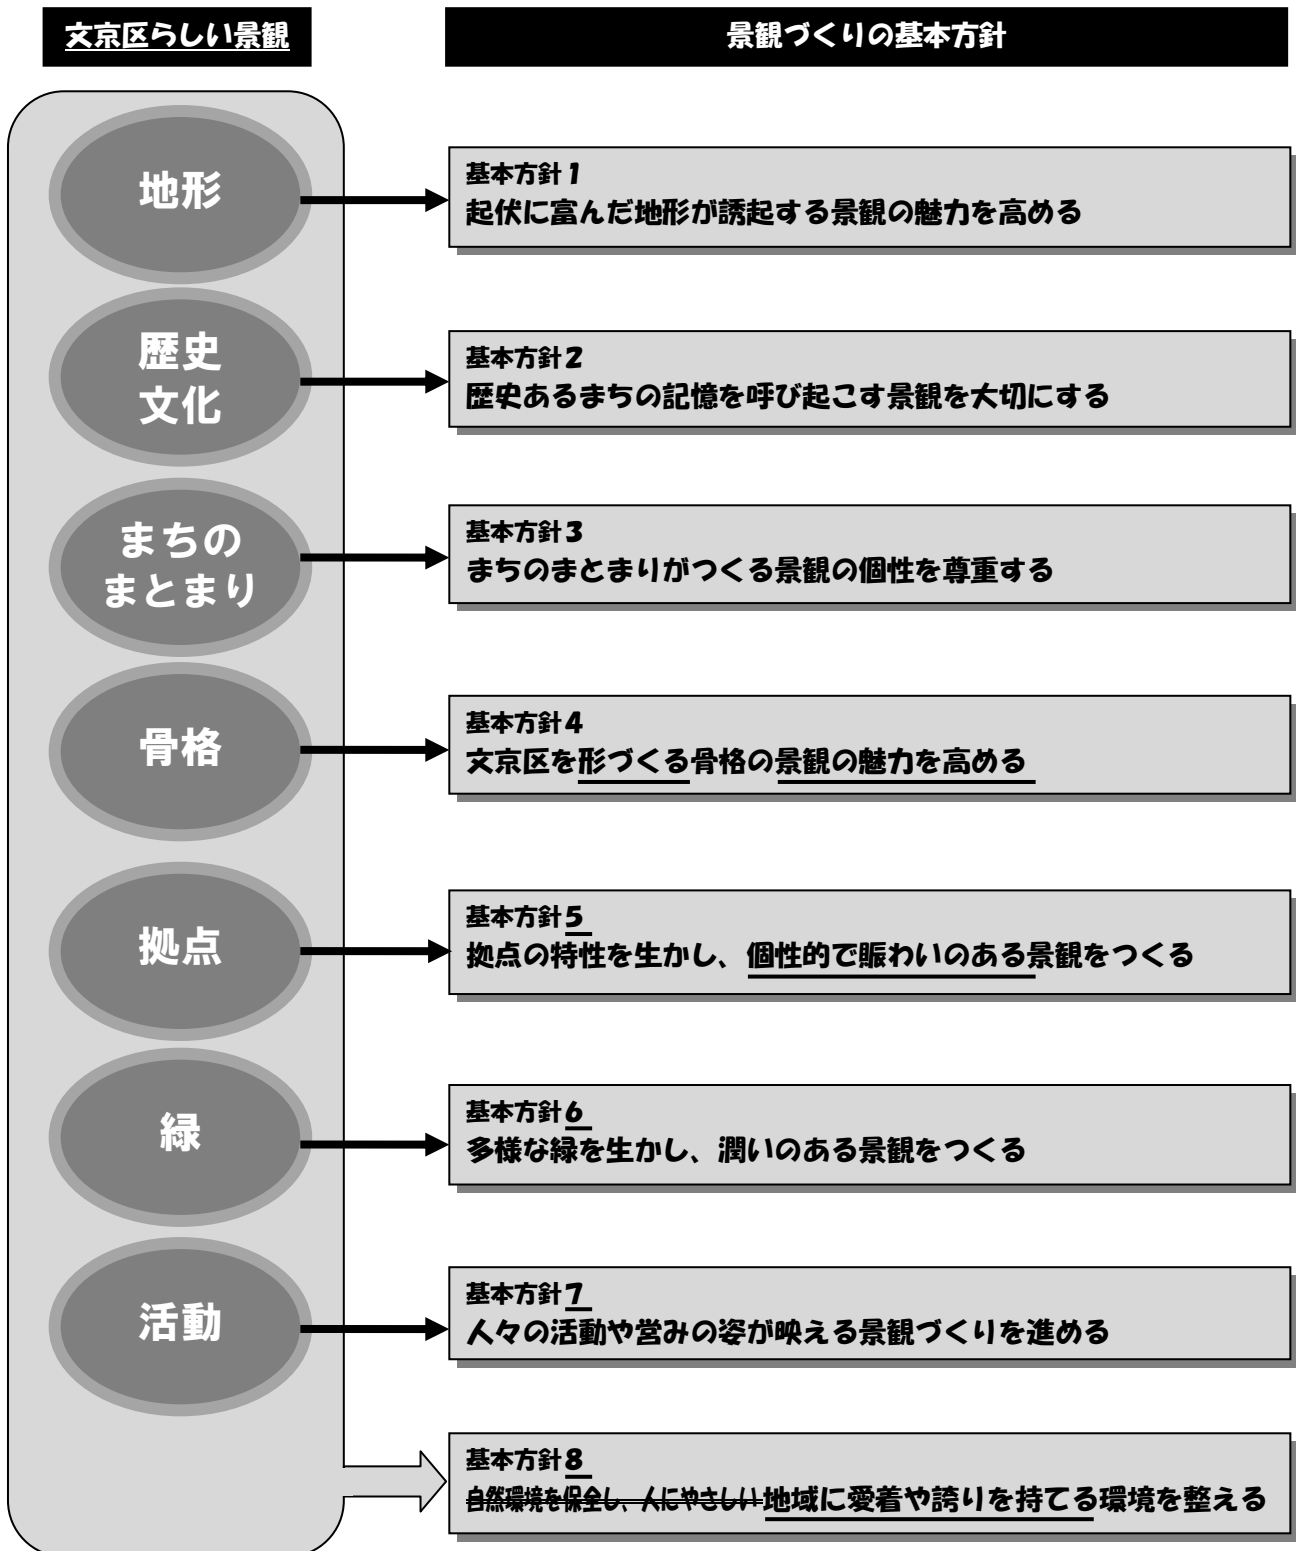 文京区らしい景観
景観づくりの基本方針
地形
基本方針1
起伏に富んだ地形が誘起する景観の魅力を高める
歴史
文化
基本方針2
歴史あるまちの記憶を呼び起こす景観を大切にする
まちの
まとまり
基本方針3
まちのまとまりがつくる景観の個性を尊重する
骨格
基本方針4
文京区を形づくる骨格の景観の魅力を高める
拠点
基本方針5
拠点の特性を生かし、個性的で賑わいのある景観をつくる
緑
基本方針6
多様な緑を生かし、潤いのある景観をつくる
活動
基本方針7
人々の活動や営みの姿が映える景観づくりを進める
基本方針8
自然環境を保全し、人にやさしい地域に愛着や誇りを持てる環境を整える